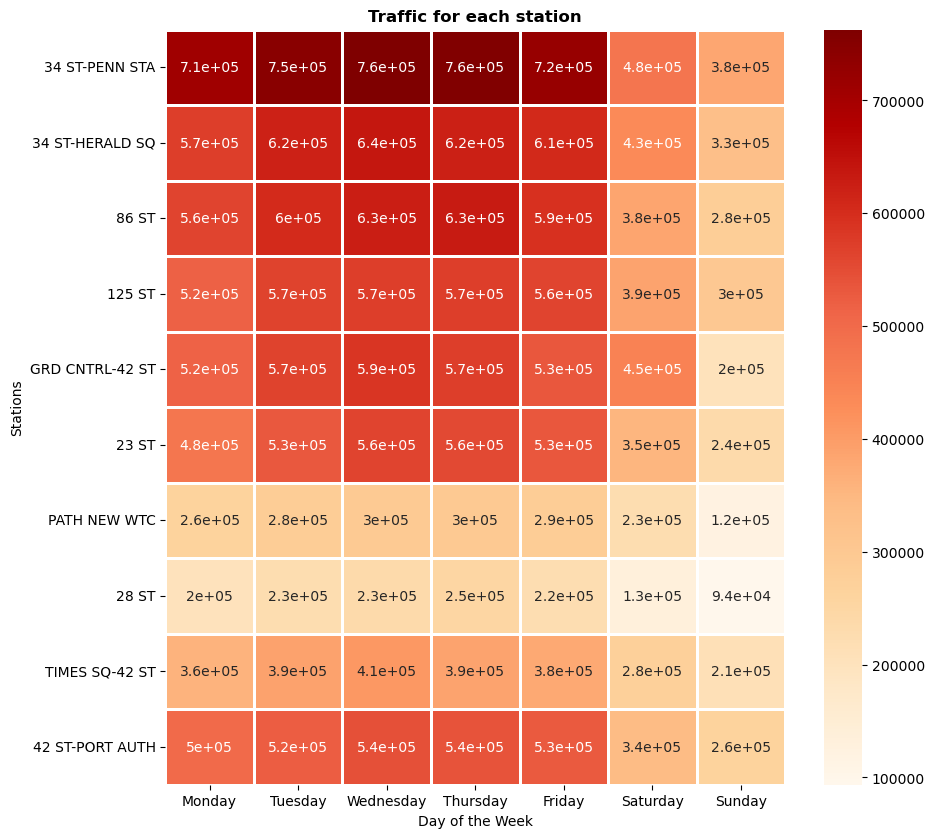 Traffic for each station
34 ST-PENN STA 7.1e+05 7.5e+05 7.6e+05 7.6e+05 7.2e+05 4.8e+05 3.8e+05
34 ST-HERALD SQ 5.7e+05 6.2e+05 6.4e+05 6.2e+05 6.1e+05 4.3e+05 3.3e+05
86 ST 5.6e+05 6e+05 6.3e+05 6.3e+05 5.9e+05 3.8e+05 2.8e+05
125 ST 5.2e+05 5.7e+05 5.7e+05 5.7e+05 5.6e+05 3.9e+05 3e+05
GRD CNTRL-42 ST 5.2e+05 5.7e+05 5.9e+05 5.7e+05 5.3e+05 4.5e+05 2e+05
23 ST 4.8e+05 5.3e+05 5.6e+05 5.6e+05 5.3e+05 3.5e+05 2.4e+05
PATH NEW WTC 2.6e+05 2.8e+05 3e+05 3e+05 2.9e+05 2.3e+05 1.2e+05
28 ST 2e+05 2.3e+05 2.3e+05 2.5e+05 2.2e+05 1.3e+05 9.4e+04
TIMES SQ-42 ST 3.6e+05 3.9e+05 4.1e+05 3.9e+05 3.8e+05 2.8e+05 2.1e+05
42 ST-PORT AUTH 5e+05 5.2e+05 5.4e+05 5.4e+05 5.3e+05 3.4e+05 2.6e+05
Monday Tuesday Wednesday Thursday Friday Saturday Sunday
Day of the Week
Stations
700000
600000
500000
400000
300000
200000
100000